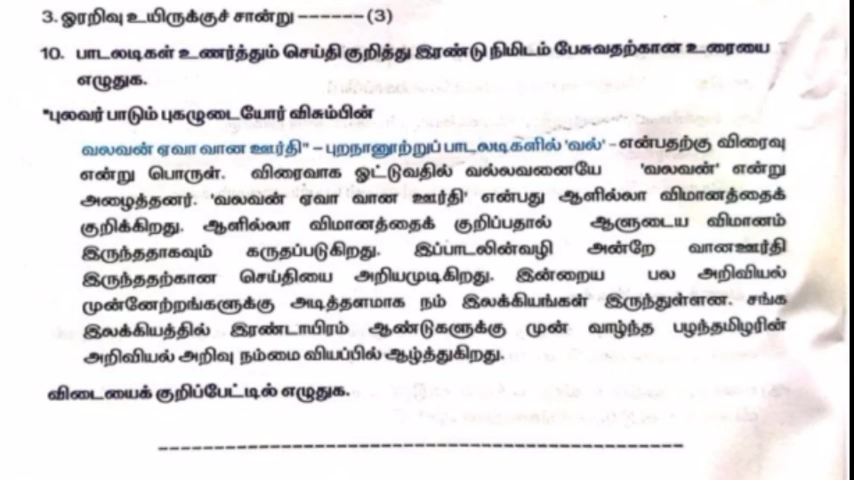 3. ஓரறிவு உயிருக்குச் சான்று ------(3)
10. பாடலடிகள் உணர்த்தும் செய்தி குறித்து இரண்டு நிமிடம் பேசுவதற்கான உரையை
எழுதுக.
"புலவர் பாடும் புகழுடையோர் விசும்பின்
வலவன் ஏவா வான ஊர்தி" – புறநானூற்றுப் பாடலடிகளில் 'வல்' - என்பதற்கு விரைவு
என்று பொருள். விரைவாக ஓட்டுவதில் வல்லவனையே 'வலவன்' என்று
அழைத்தனர். 'வலவன் ஏவா வான ஊர்தி' என்பது ஆளில்லா விமானத்தைக்
குறிக்கிறது. ஆளில்லா விமானத்தைக் குறிப்பதால் ஆளுடைய விமானம்
இருந்ததாகவும் கருதப்படுகிறது. இப்பாடலின்வழி அன்றே வானஊர்தி
இருந்ததற்கான செய்தியை அறியமுடிகிறது. இன்றைய பல அறிவியல்
முன்னேற்றங்களுக்கு அடித்தளமாக நம் இலக்கியங்கள் இருந்துள்ளன. சங்க
இலக்கியத்தில் இரண்டாயிரம் ஆண்டுகளுக்கு முன் வாழ்ந்த பழந்தமிழரின்
அறிவியல் அறிவு நம்மை வியப்பில் ஆழ்த்துகிறது.
விடையைக் குறிப்பேட்டில் எழுதுக.